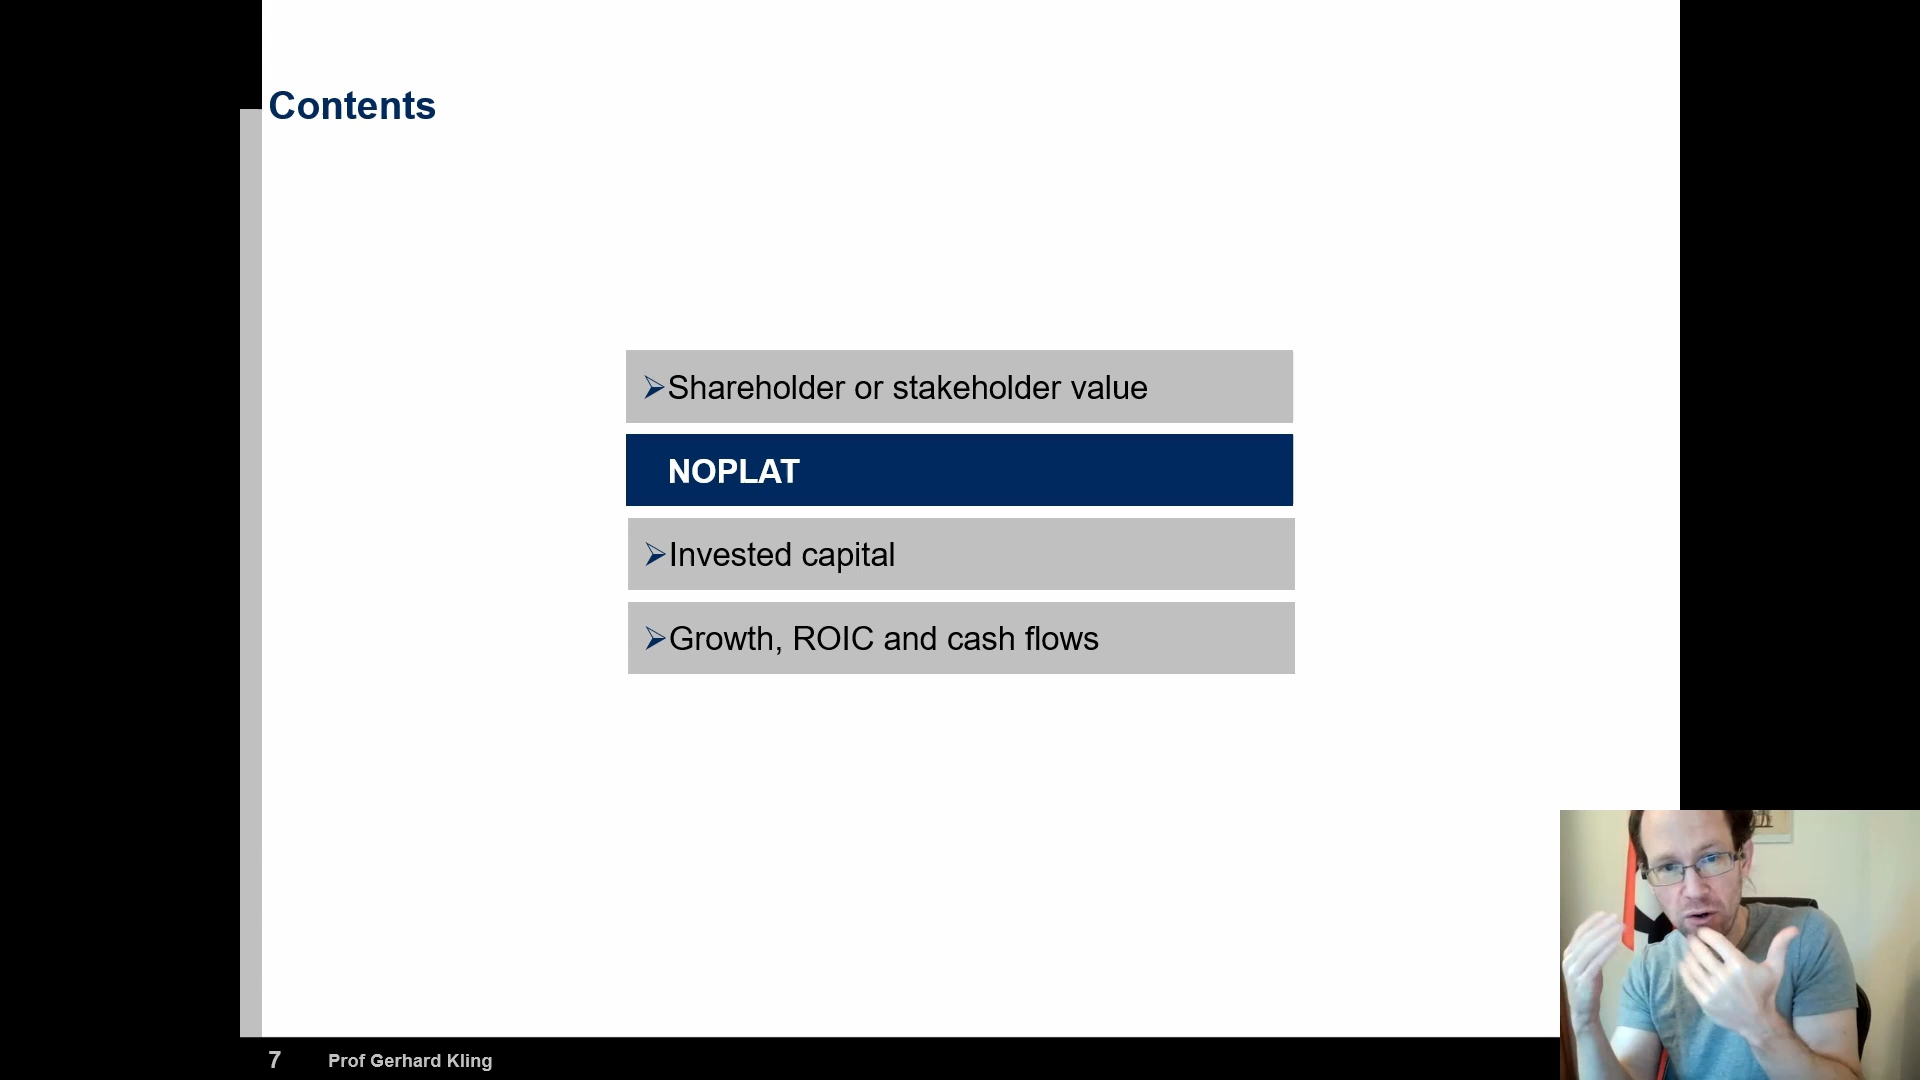 Contents
➢Shareholder or stakeholder value
NOPLAT
➢Invested capital
➢Growth, ROIC and cash flows
7 Prof Gerhard Kling